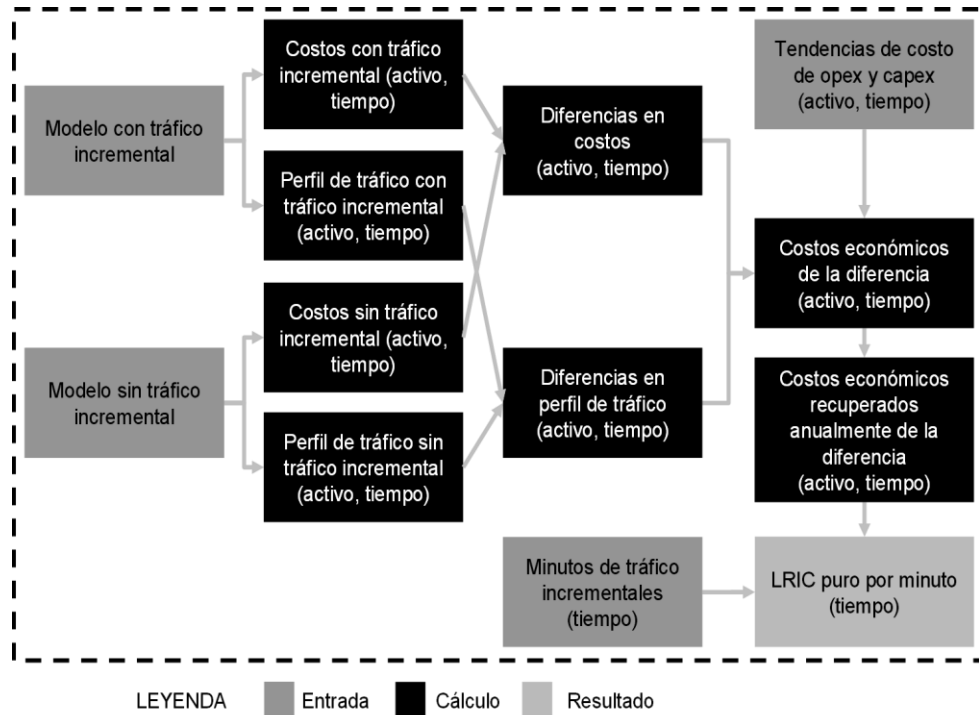 Modelo con tráfico
incremental
Modelo sin tráfico
incremental
Costos con tráfico
incremental (activo,
tiempo)
Perfil de tráfico con
tráfico incremental
(activo, tiempo)
Costos sin tráfico
incremental (activo,
tiempo)
Perfil de tráfico sin
tráfico incremental
(activo, tiempo)
Diferencias en
costos
(activo, tiempo)
Diferencias en
perfil de tráfico
(activo, tiempo)
Minutos de tráfico
incrementales
(tiempo)
Tendencias de costo
de opex y capex
(activo, tiempo)
Costos económicos
de la diferencia
(activo, tiempo)
Costos económicos
recuperados
anualmente de la
diferencia
(activo, tiempo)
LRIC puro por minuto
(tiempo)
LEYENDA Entrada Cálculo Resultado